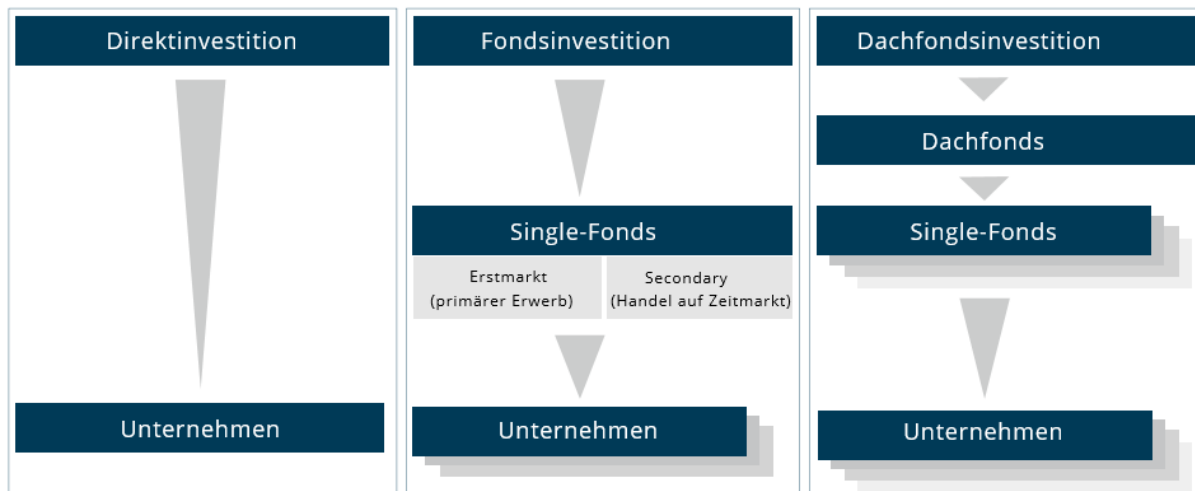 Direktinvestition
Unternehmen
Fondsinvestition
Single-Fonds
Erstmarkt
(primärer Erwerb)
Secondary
(Handel auf Zeitmarkt)
Unternehmen
Dachfondsinvestition
Dachfonds
Single-Fonds
Unternehmen